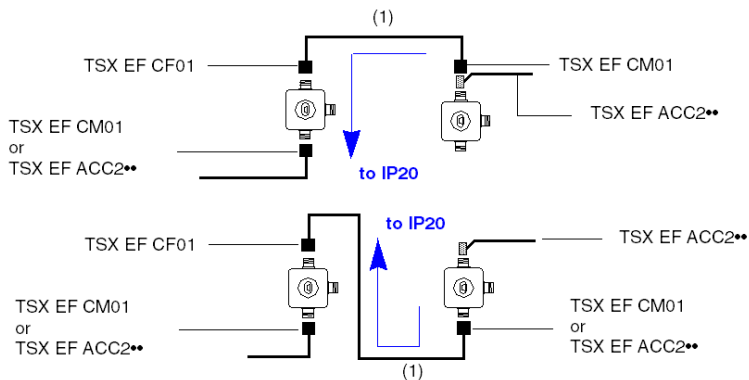 (1)
TSX EF CF01
TSX EF CM01
TSX EF ACC2••
TSX EF CM01
or
TSX EF ACC2••
to IP20
to IP20
TSX EF CF01
TSX EF ACC2••
TSX EF CM01
or
TSX EF ACC2••
TSX EF CM01
or
TSX EF ACC2••
(1)